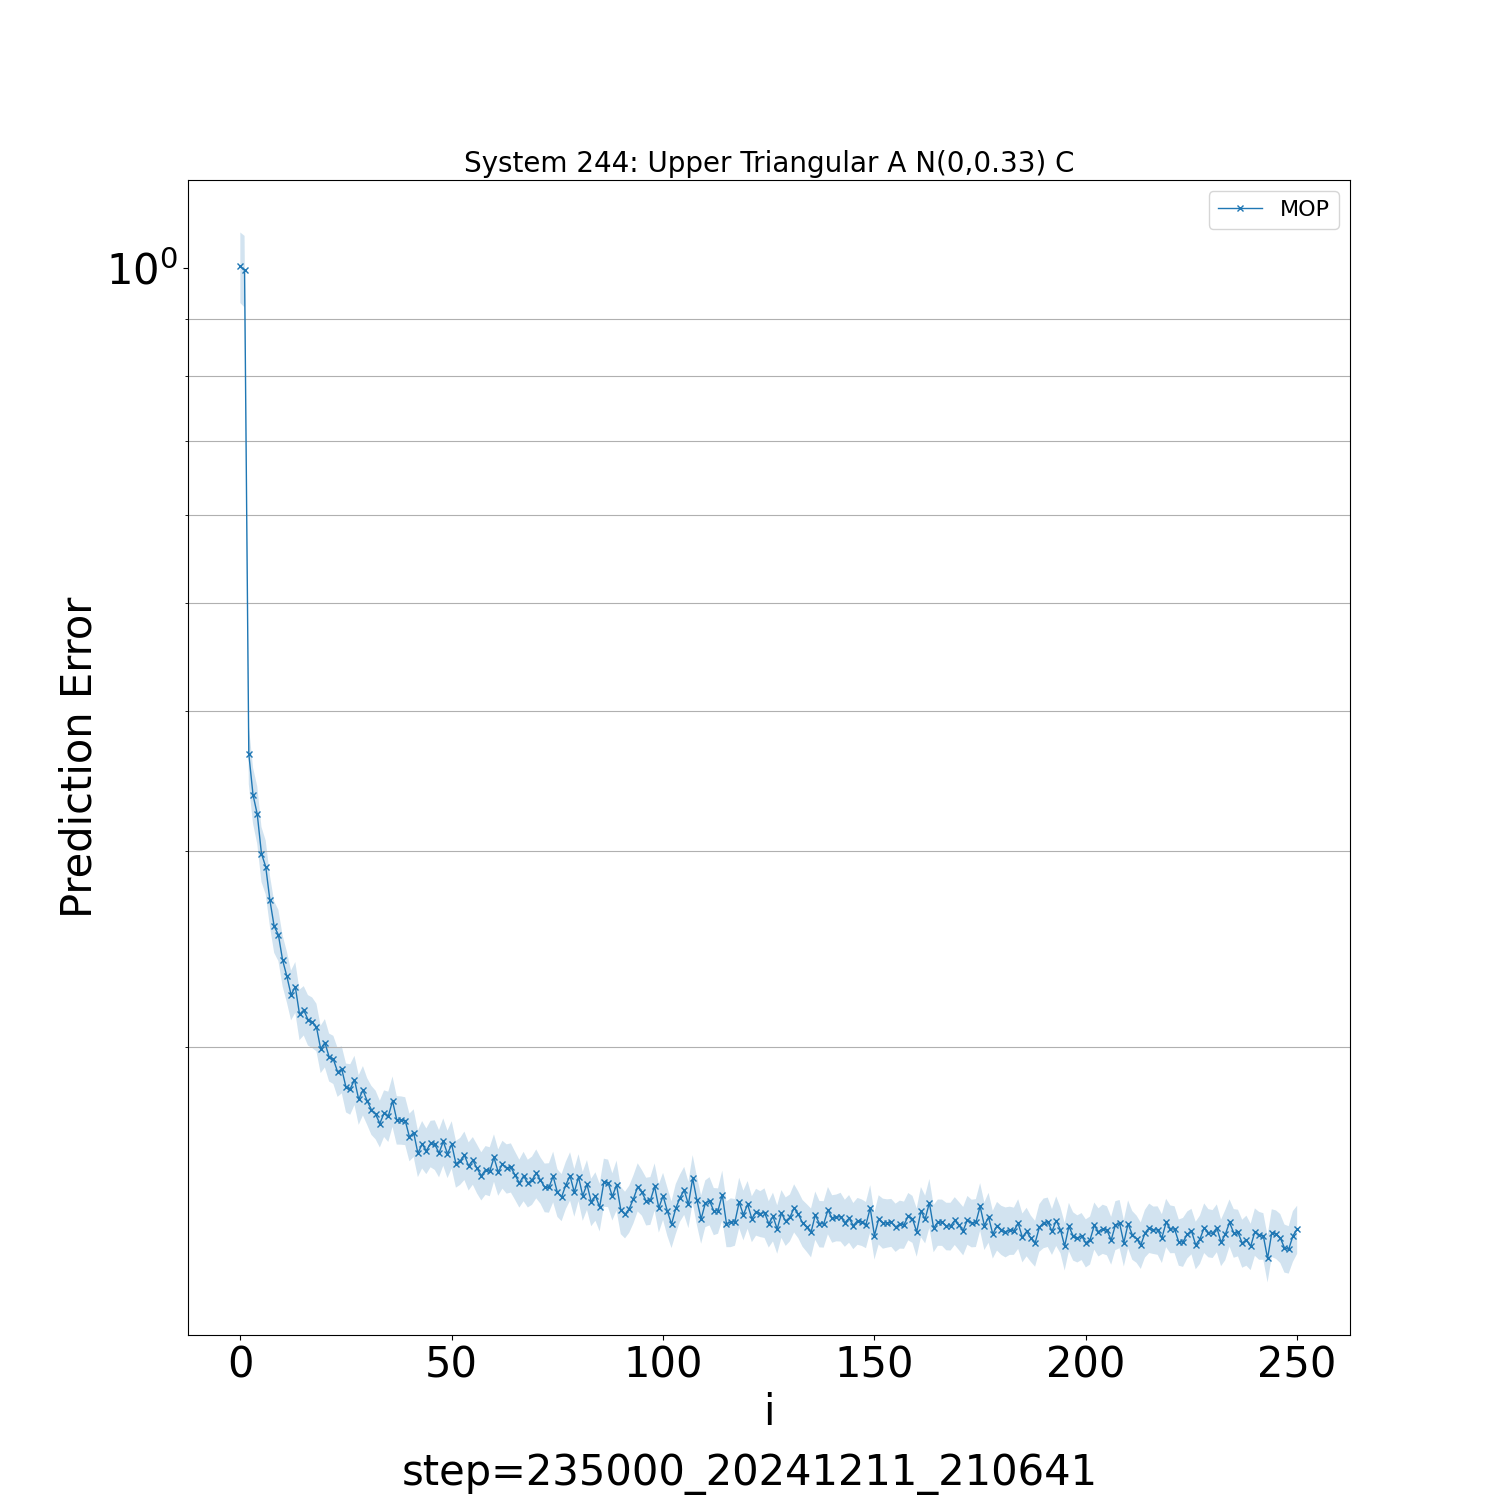 System 244: Upper Triangular A N(0,0.33) C
MOP
10⁰
Prediction Error
0 50 100 150 200 250
i
step=235000_20241211_210641